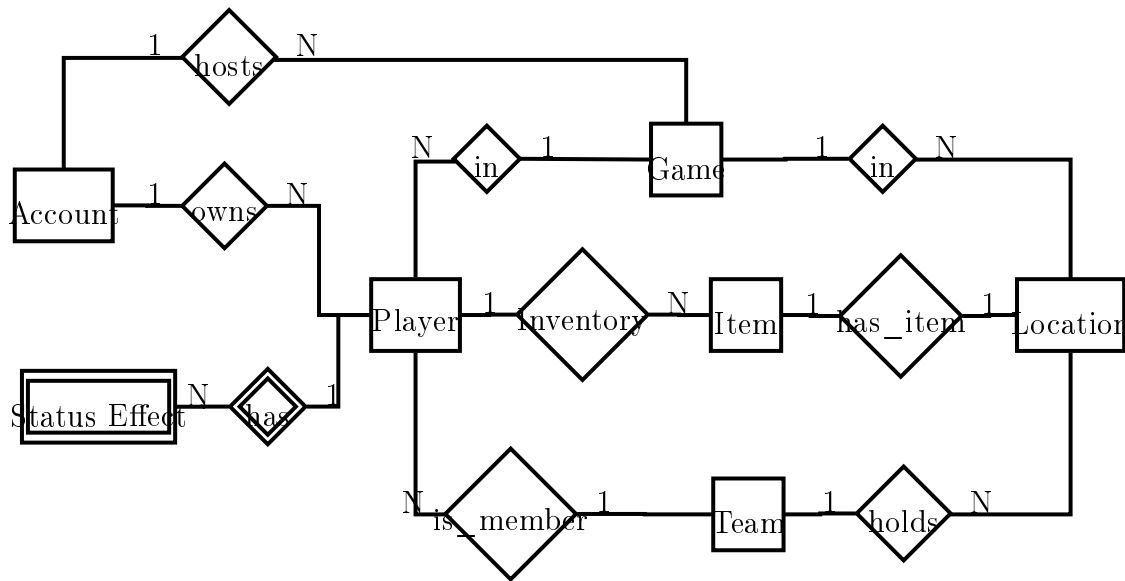 1
hosts
N
N
in
1
Game
1
in
N
Account
1
owns
N
Player
1
Inventory
N
Item
1
has_item
1
Location
Status Effect
N
has
1
N
is_member
1
Team
1
holds
N